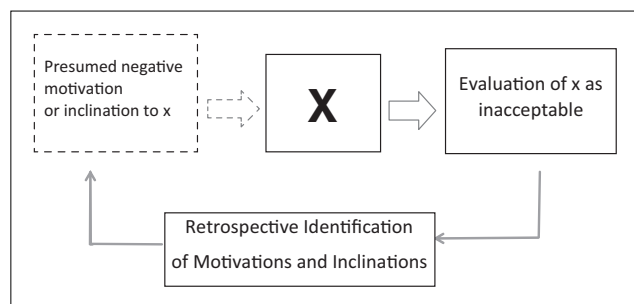 Presumed negative
motivation
or inclination to x
X
Evaluation of x as
inacceptable
Retrospective Identification
of Motivations and Inclinations